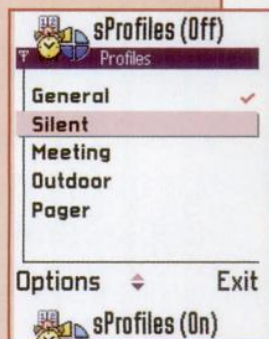 sProfiles (Off)
Profiles
General
Silent
Meeting
Outdoor
Pager
Options Exit
sProfiles (On)